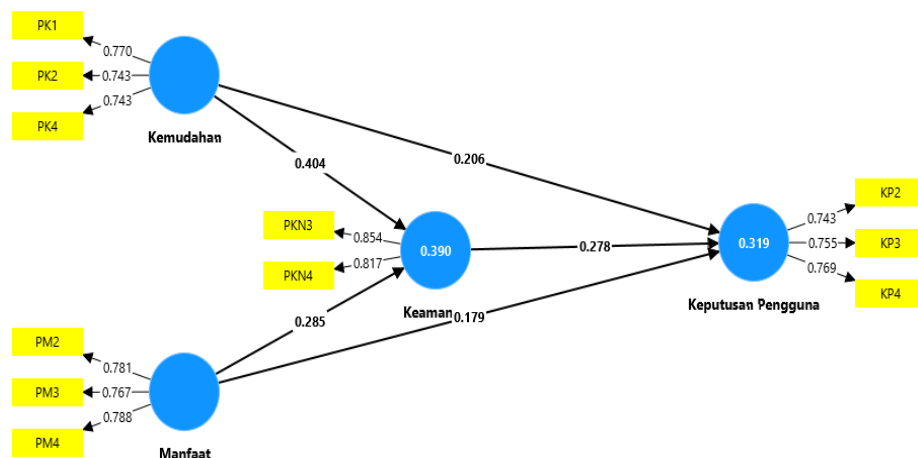 PK1
0.770
PK2
0.743
PK4
0.743
Kemudahan
0.404
0.206
PKN3
0.854
PKN4
0.817
0.390
Keaman
0.278
KP2
0.743
KP3
0.755
KP4
0.769
0.319
Keputusan Pengguna
0.285
0.179
PM2
0.781
PM3
0.767
PM4
0.788
Manfaat